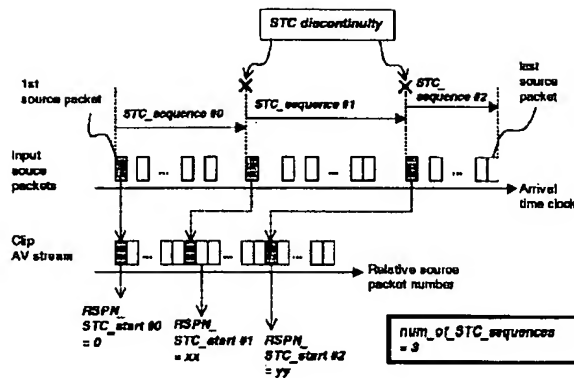 STC discontinuity
1st
source packet
STC_sequence #0
STC_sequence #1
STC_
sequence #2
last
source
packet
Input
souce
packets
Arrival
time clock
Clip
AV stream
Relative source
packet number
RSPN_
STC_start #0
= 0
RSPN_
STC_start #1
= xx
RSPN_
STC_start #2
= yy
num_of_STC_sequences
= 3